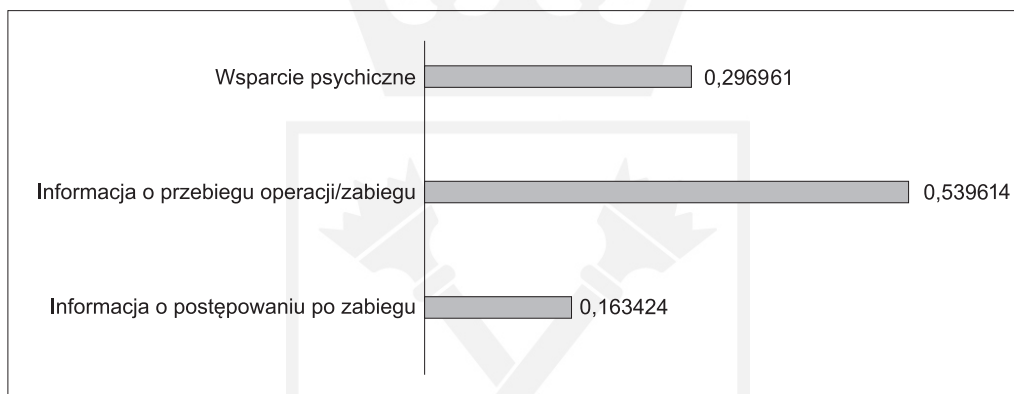 Wsparcie psychiczne 0,296961
Informacja o przebiegu operacji/zabiegu 0,539614
Informacja o postępowaniu po zabiegu 0,163424